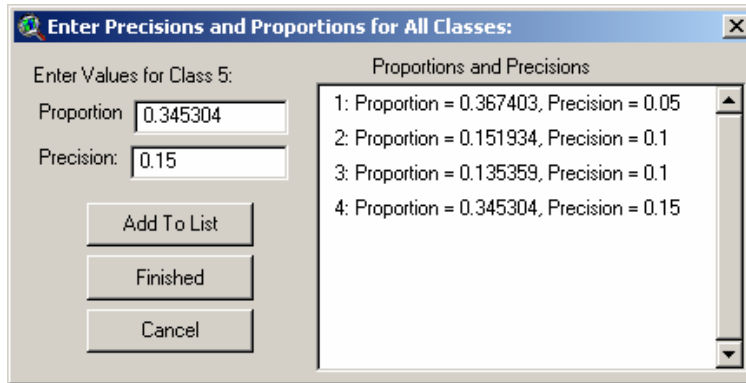 Enter Precisions and Proportions for All Classes:
Enter Values for Class 5:
Proportion 0.345304
Precision: 0.15
Add To List
Finished
Cancel
Proportions and Precisions
1: Proportion = 0.367403, Precision = 0.05
2: Proportion = 0.151934, Precision = 0.1
3: Proportion = 0.135359, Precision = 0.1
4: Proportion = 0.345304, Precision = 0.15